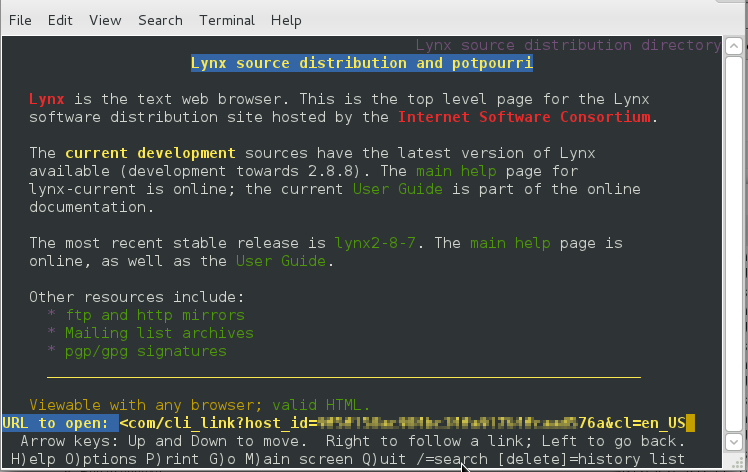 File Edit View Search Terminal Help
Lynx source distribution directory
Lynx source distribution and potpourri
Lynx is the text web browser. This is the top level page for the Lynx
software distribution site hosted by the Internet Software Consortium.
The current development sources have the latest version of Lynx
available (development towards 2.8.8). The main help page for
lynx-current is online; the current User Guide is part of the online
documentation.
The most recent stable release is lynx2-8-7. The main help page is
online, as well as the User Guide.
Other resources include:
* ftp and http mirrors
* Mailing list archives
* pgp/gpg signatures
Viewable with any browser; valid HTML.
URL to open: <com/cli_link?host_id= 76a&cl=en_US
Arrow keys: Up and Down to move. Right to follow a link; Left to go back.
H)elp O)ptions P)rint G)o M)ain screen Q)uit /=search [delete]=history list